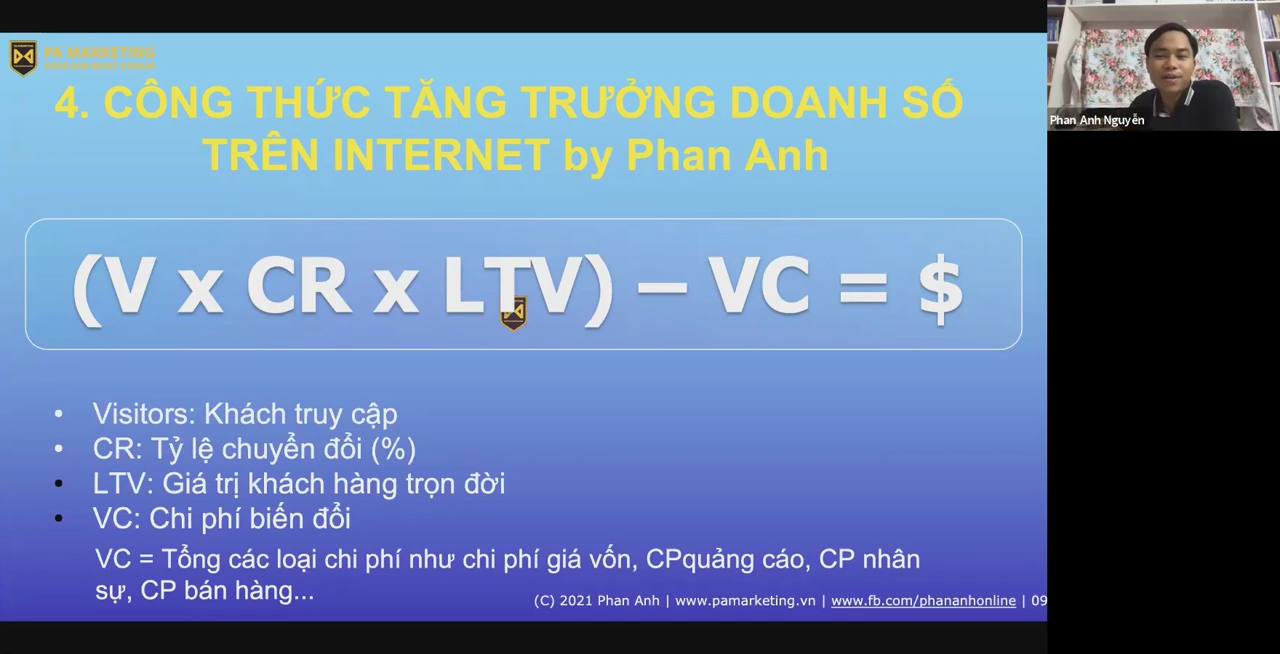 PA MARKETING
4. CÔNG THỨC TĂNG TRƯỞNG DOANH SỐ
TRÊN INTERNET by Phan Anh
(V x CR x LTV) – VC = $
• Visitors: Khách truy cập
• CR: Tỷ lệ chuyển đổi (%)
• LTV: Giá trị khách hàng trọn đời
• VC: Chi phí biến đổi
VC = Tổng các loại chi phí như chi phí giá vốn, CPquảng cáo, CP nhân
sự, CP bán hàng...
(C) 2021 Phan Anh | www.pamarketing.vn | www.fb.com/phananhonline | 09
Phan Anh Nguyễn